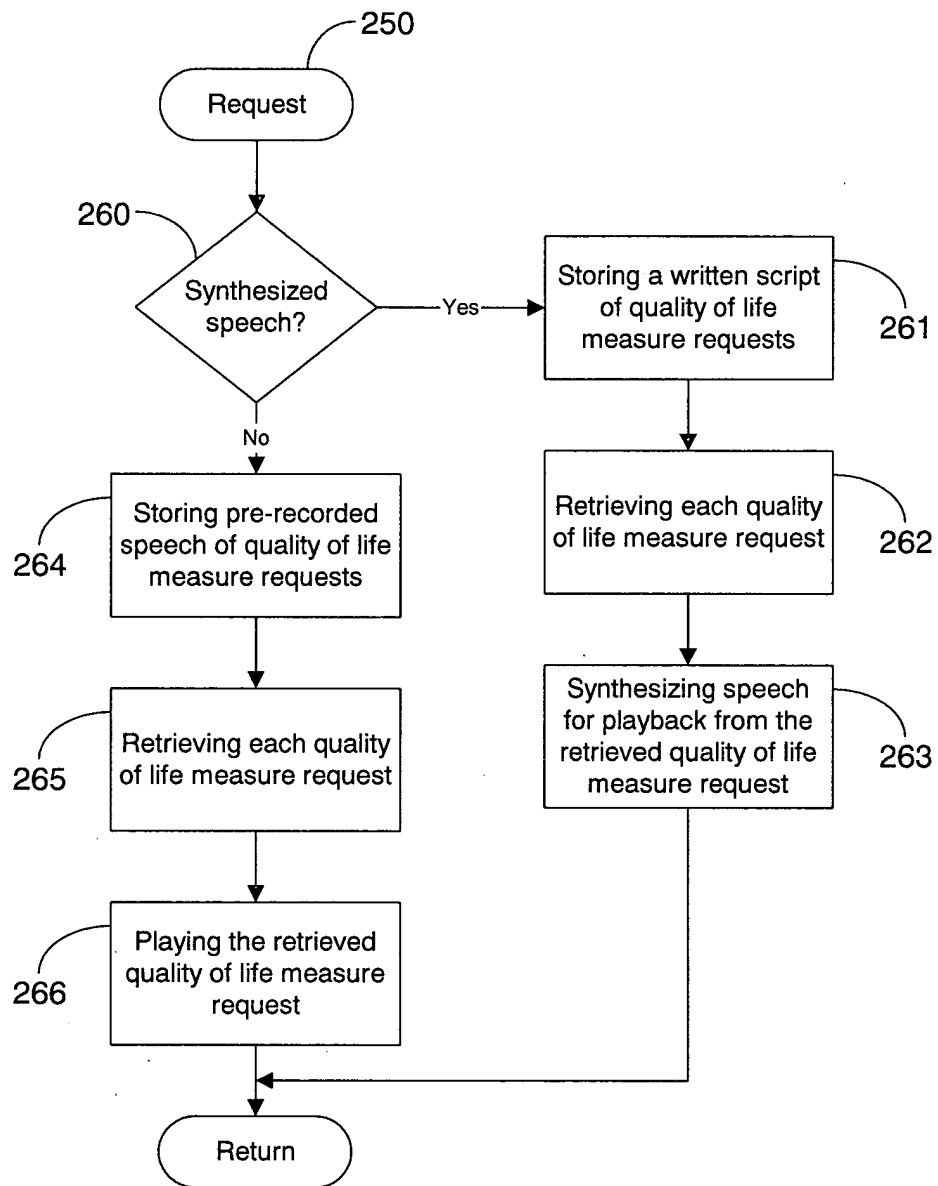 250
Request
260
Synthesized
speech?
Yes
No
Storing a written script
of quality of life
measure requests
261
Retrieving each quality
of life measure request
262
Synthesizing speech
for playback from the
retrieved quality of life
measure request
263
Storing pre-recorded
speech of quality of life
measure requests
264
Retrieving each quality
of life measure request
265
Playing the retrieved
quality of life measure
request
266
Return